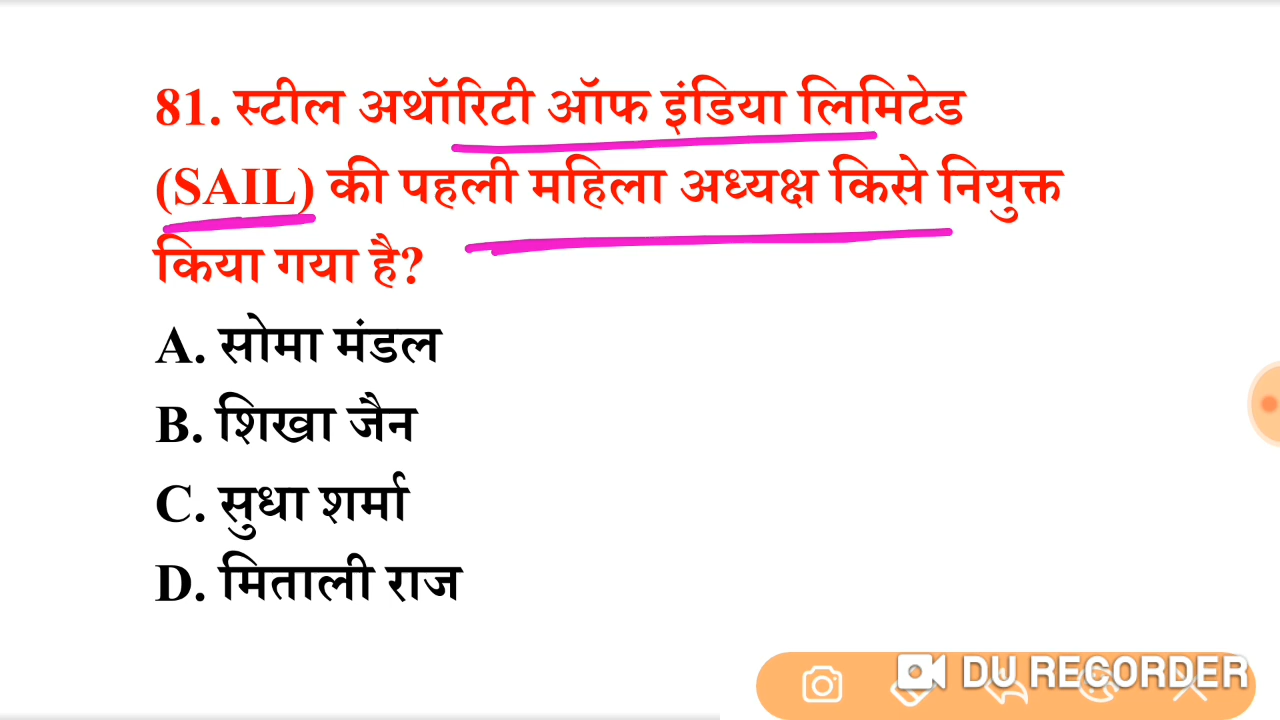 81. स्टील अथॉरिटी ऑफ इंडिया लिमिटेड
(SAIL) की पहली महिला अध्यक्ष किसे नियुक्त
किया गया है?
A. सोमा मंडल
B. शिखा जैन
C. सुधा शर्मा
D. मिताली राज
DU RECORDER